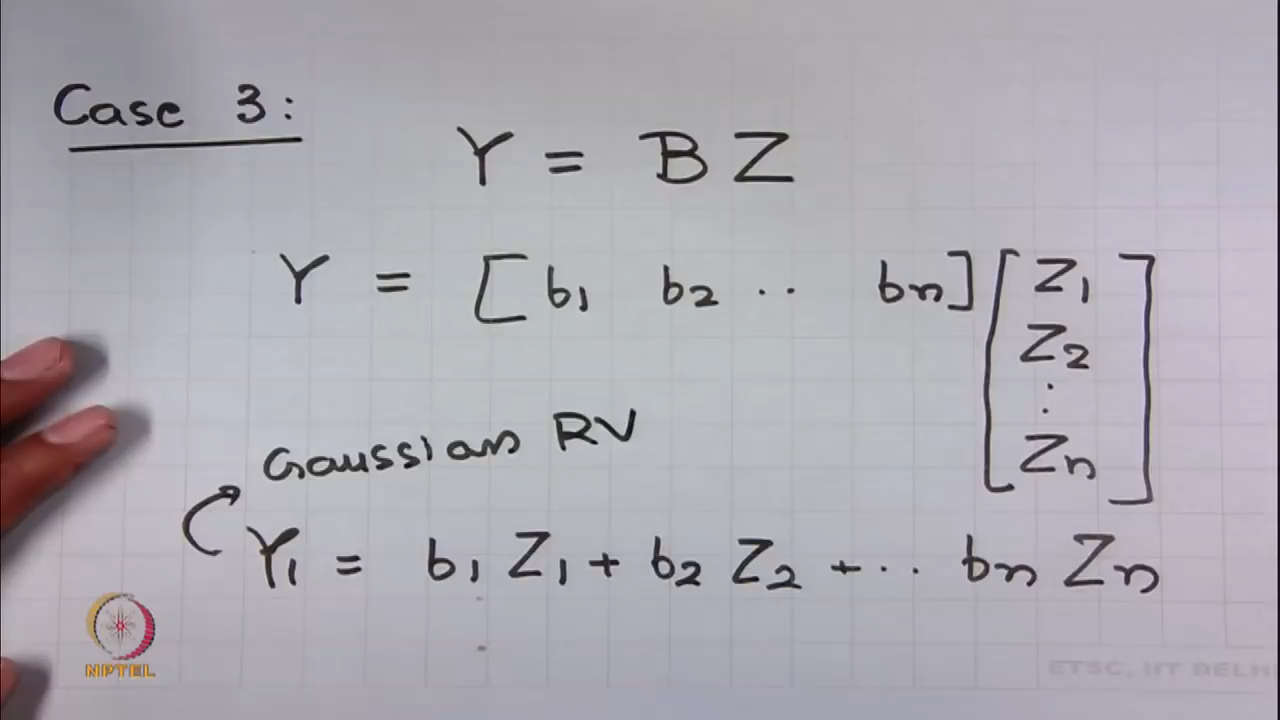 Case 3:
Y = B Z
Y = [ b1 b2 .. bn ] [ Z1
Z2
:
Zn ]
Gaussian RV
Y1 = b1 Z1 + b2 Z2 + ... bn Zn
NPTEL
ETSC, IIT DELH